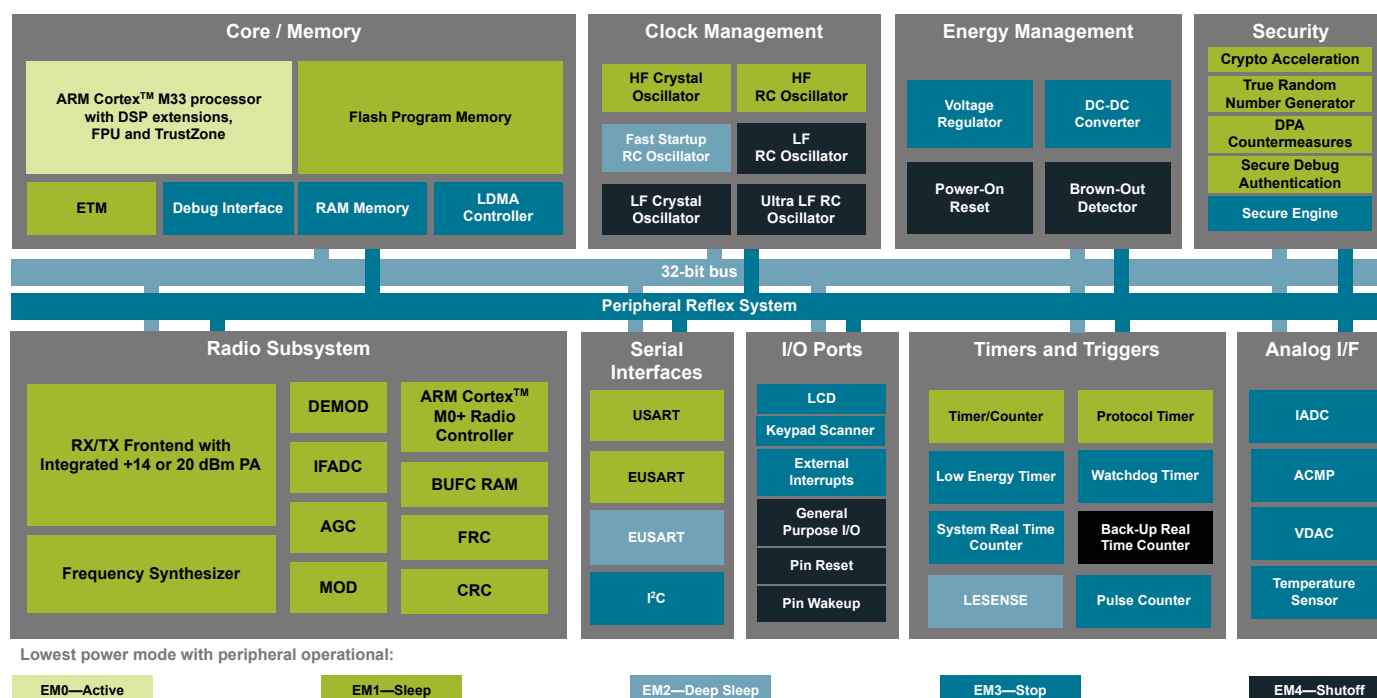 Core / Memory
ARM Cortex™ M33 processor
with DSP extensions,
FPU and TrustZone
Flash Program Memory
ETM
Debug Interface
RAM Memory
LDMA
Controller
Clock Management
HF Crystal
Oscillator
HF
RC Oscillator
Fast Startup
RC Oscillator
LF
RC Oscillator
LF Crystal
Oscillator
Ultra LF RC
Oscillator
Energy Management
Voltage
Regulator
DC-DC
Converter
Power-On
Reset
Brown-Out
Detector
Security
Crypto Acceleration
True Random
Number Generator
DPA
Countermeasures
Secure Debug
Authentication
Secure Engine
32-bit bus
Peripheral Reflex System
Radio Subsystem
RX/TX Frontend with
Integrated +14 or 20 dBm PA
Frequency Synthesizer
DEMOD
IFADC
AGC
MOD
ARM Cortex™
M0+ Radio
Controller
BUFC RAM
FRC
CRC
Serial
Interfaces
USART
EUSART
EUSART
I²C
I/O Ports
LCD
Keypad Scanner
External
Interrupts
General
Purpose I/O
Pin Reset
Pin Wakeup
Timers and Triggers
Timer/Counter
Protocol Timer
Low Energy Timer
Watchdog Timer
System Real Time
Counter
Back-Up Real
Time Counter
LESENSE
Pulse Counter
Analog I/F
IADC
ACMP
VDAC
Temperature
Sensor
Lowest power mode with peripheral operational:
EM0—Active
EM1—Sleep
EM2—Deep Sleep
EM3—Stop
EM4—Shutoff